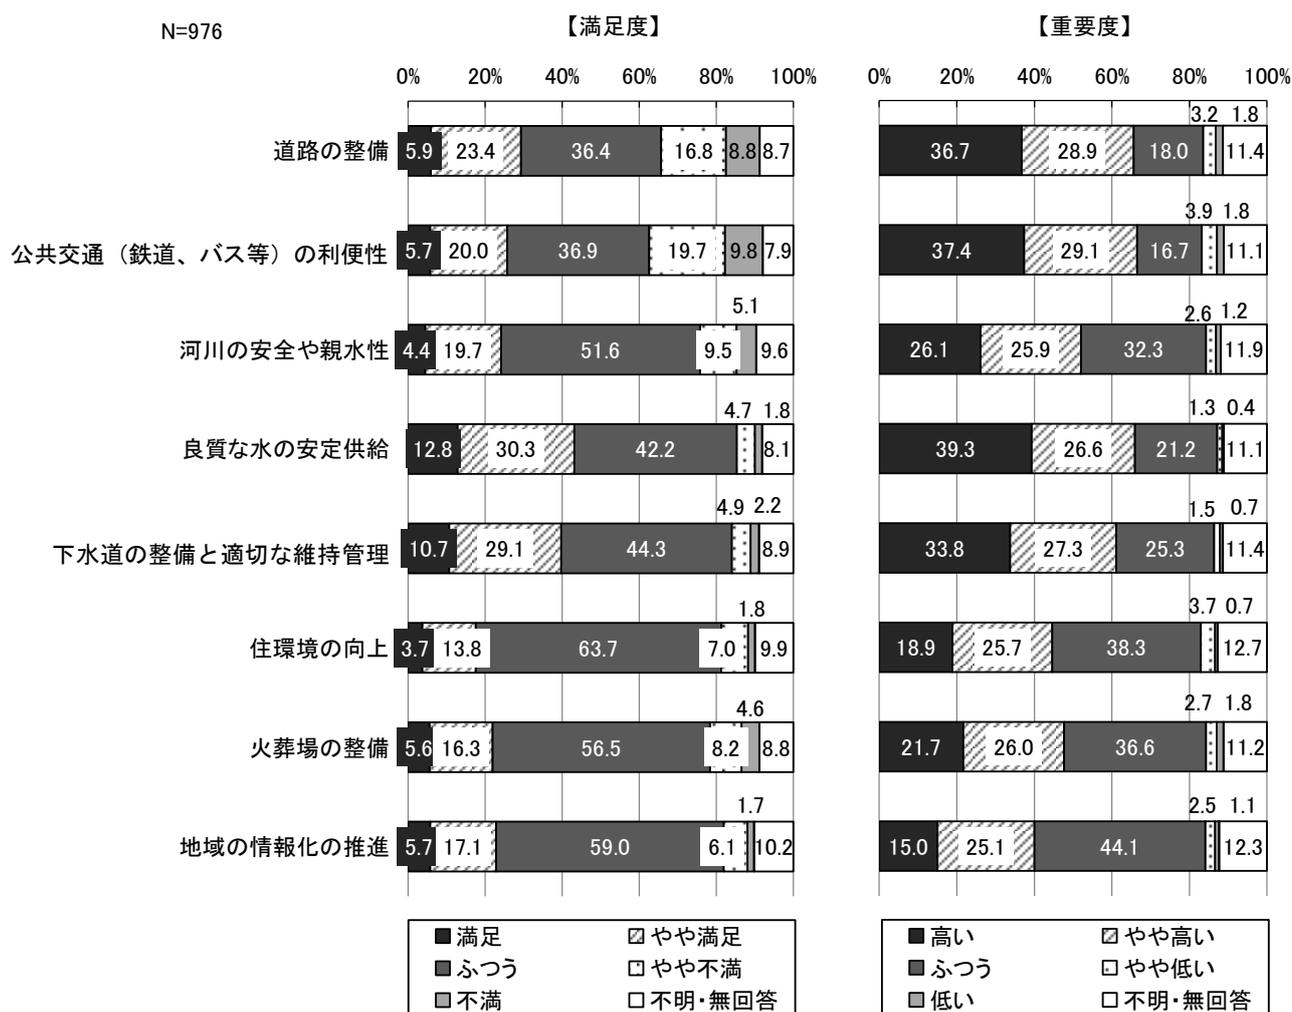 N=976
【満足度】 【重要度】
0% 20% 40% 60% 80% 100% 0% 20% 40% 60% 80% 100%
3.2 1.8
道路の整備 5.9 23.4 36.4 16.8 8.8 8.7 36.7 28.9 18.0 11.4
3.9 1.8
公共交通（鉄道、バス等）の利便性 5.7 20.0 36.9 19.7 9.8 7.9 37.4 29.1 16.7 11.1
5.1 2.6 1.2
河川の安全や親水性 4.4 19.7 51.6 9.5 9.6 26.1 25.9 32.3 11.9
4.7 1.8 1.3 0.4
良質な水の安定供給 12.8 30.3 42.2 8.1 39.3 26.6 21.2 11.1
4.9 2.2 1.5 0.7
下水道の整備と適切な維持管理 10.7 29.1 44.3 8.9 33.8 27.3 25.3 11.4
1.8 3.7 0.7
住環境の向上 3.7 13.8 63.7 7.0 9.9 18.9 25.7 38.3 12.7
4.6 2.7 1.8
火葬場の整備 5.6 16.3 56.5 8.2 8.8 21.7 26.0 36.6 11.2
1.7 2.5 1.1
地域の情報化の推進 5.7 17.1 59.0 6.1 10.2 15.0 25.1 44.1 12.3
満足 やや満足 高い やや高い
ふつう やや不満 ふつう やや低い
不満 不明・無回答 低い 不明・無回答